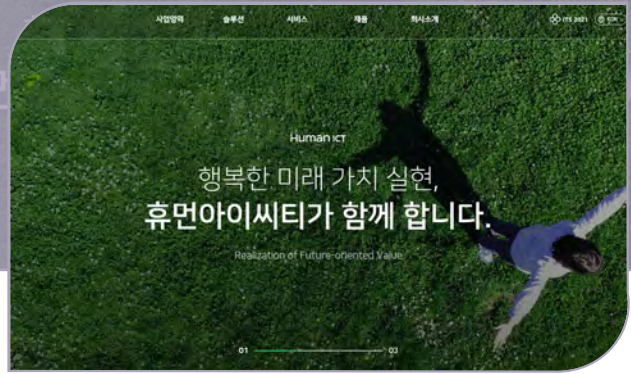 사업영역 솔루션 서비스 제품 회사소개 ITS 2021
Human ICT
행복한 미래 가치 실현,
휴먼아이씨티가 함께 합니다.
Realization of Future-oriented Value
01 03